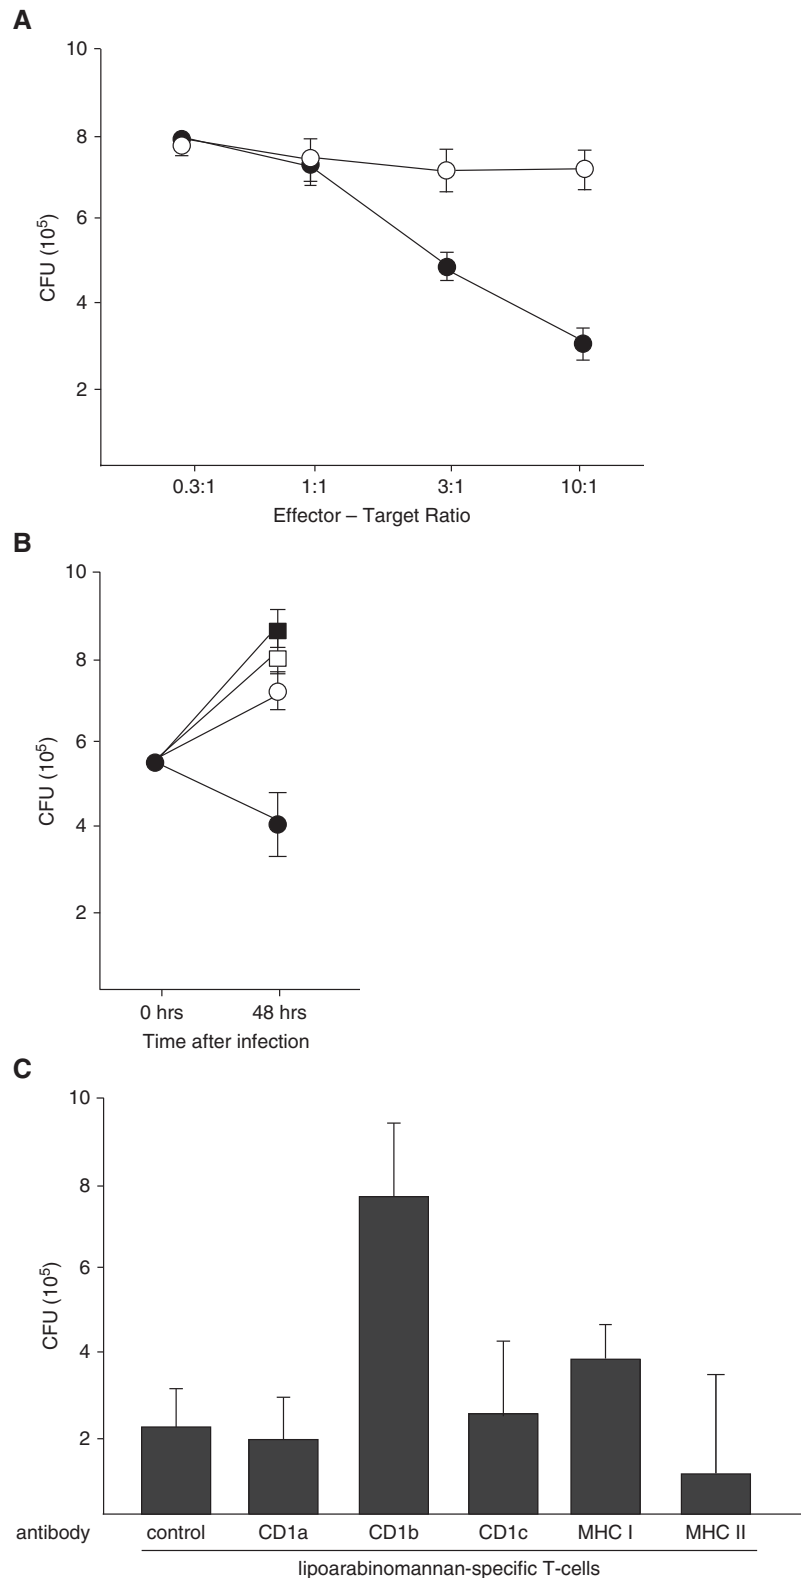 A
10
8
6
4
2
CFU (10⁵)
0.3:1 1:1 3:1 10:1
Effector – Target Ratio
B
10
8
6
4
2
CFU (10⁵)
0 hrs 48 hrs
Time after infection
C
10
8
6
4
2
CFU (10⁵)
antibody control CD1a CD1b CD1c MHC I MHC II
lipoarabinomannan-specific T-cells